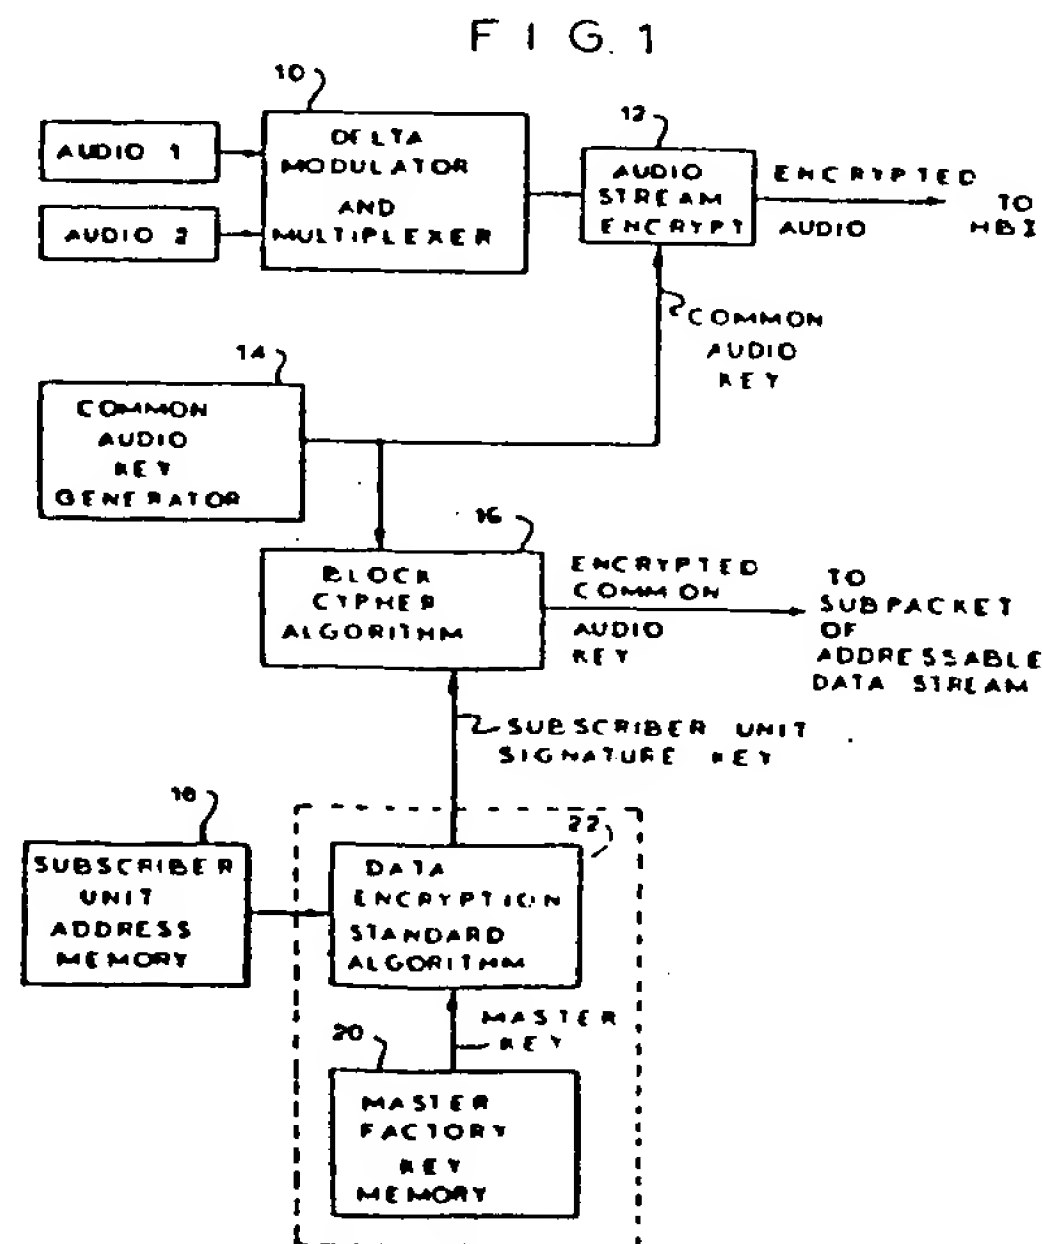 FIG. 1
10
AUDIO 1
AUDIO 2
DELTA
MODULATOR
AND
MULTIPLEXER
12
AUDIO
STREAM
ENCRYPT
ENCRYPTED
AUDIO
TO
HBI
COMMON
AUDIO
KEY
14
COMMON
AUDIO
KEY
GENERATOR
16
BLOCK
CYPHER
ALGORITHM
ENCRYPTED
COMMON
AUDIO
KEY
TO
SUBPACKET
OF
ADDRESSABLE
DATA STREAM
SUBSCRIBER UNIT
SIGNATURE KEY
18
SUBSCRIBER
UNIT
ADDRESS
MEMORY
22
DATA
ENCRYPTION
STANDARD
ALGORITHM
MASTER
KEY
20
MASTER
FACTORY
KEY
MEMORY